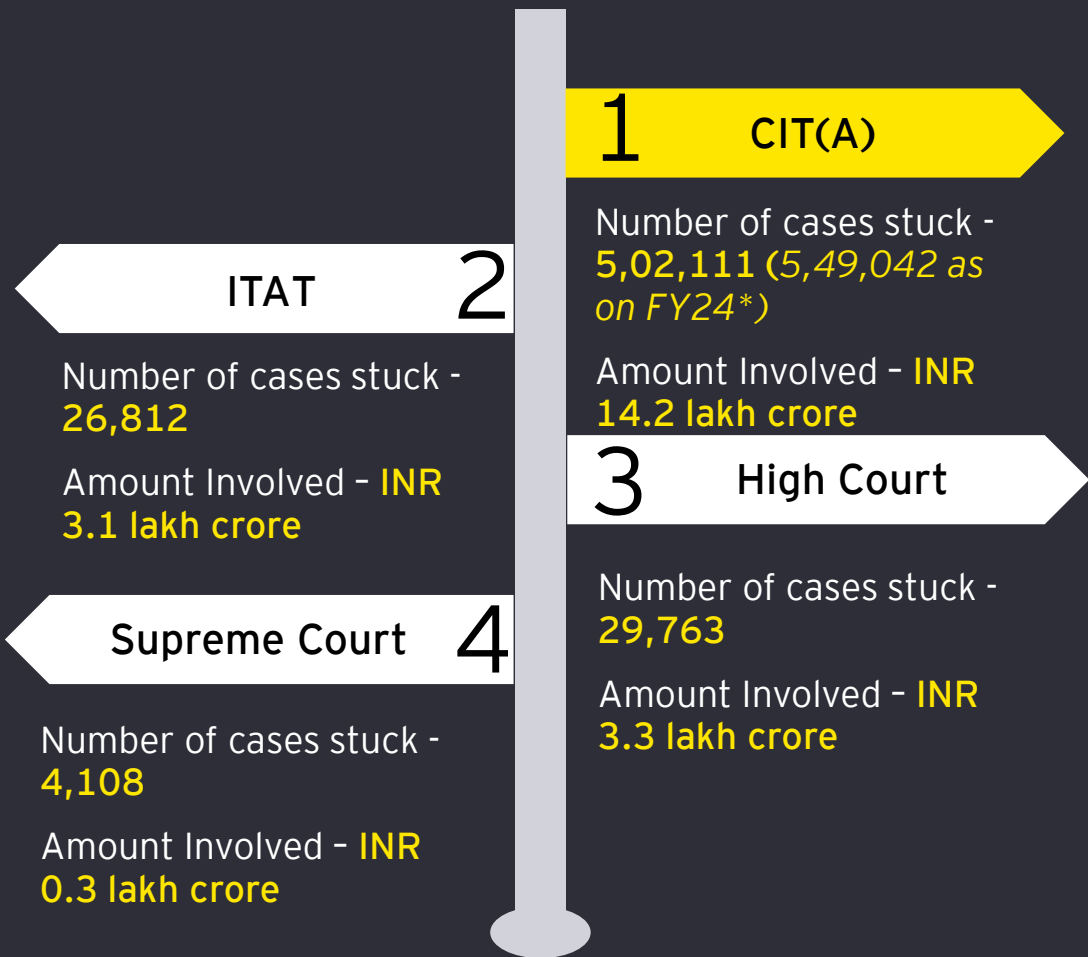 1 CIT(A)
Number of cases stuck -
5,02,111 (5,49,042 as
on FY24*)
Amount Involved – INR
14.2 lakh crore
ITAT 2
Number of cases stuck -
26,812
Amount Involved – INR
3.1 lakh crore
3 High Court
Number of cases stuck -
29,763
Amount Involved – INR
3.3 lakh crore
Supreme Court 4
Number of cases stuck -
4,108
Amount Involved – INR
0.3 lakh crore